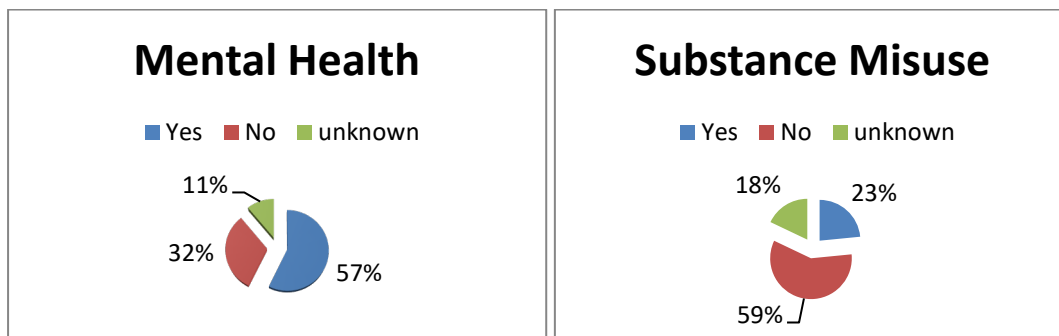 Mental Health
Yes No unknown
11%
32%
57%
Substance Misuse
Yes No unknown
18%
23%
59%